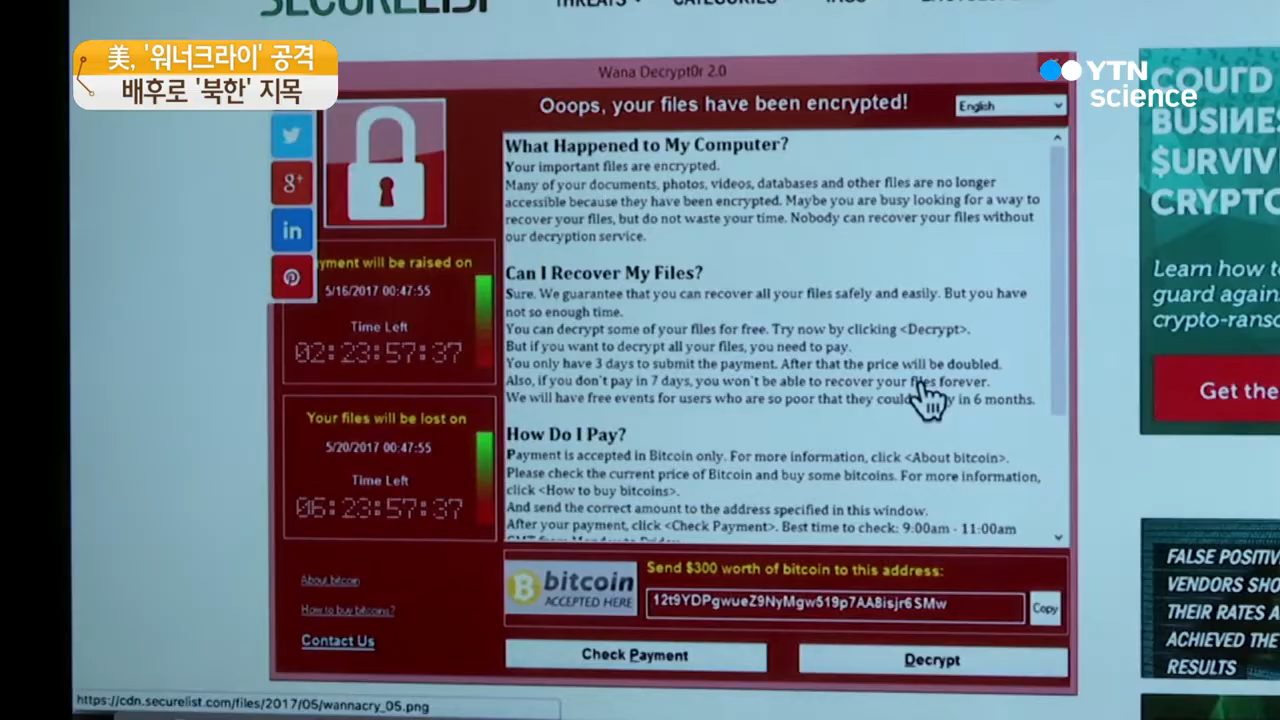 SECURELIST
THREATS
CATEGORIES
TAGS
美, '워너크라이' 공격
배후로 '북한' 지목
YTN
science
Wana Decrypt0r 2.0
Ooops, your files have been encrypted!
English
What Happened to My Computer?
Your important files are encrypted.
Many of your documents, photos, videos, databases and other files are no longer
accessible because they have been encrypted. Maybe you are busy looking for a way to
recover your files, but do not waste your time. Nobody can recover your files without
our decryption service.
Can I Recover My Files?
Sure. We guarantee that you can recover all your files safely and easily. But you have
not so enough time.
You can decrypt some of your files for free. Try now by clicking <Decrypt>.
But if you want to decrypt all your files, you need to pay.
You only have 3 days to submit the payment. After that the price will be doubled.
Also, if you don't pay in 7 days, you won't be able to recover your files forever.
We will have free events for users who are so poor that they in 6 months.
How Do I Pay?
Payment is accepted in Bitcoin only. For more information, click <About bitcoin>.
Please check the current price of Bitcoin and buy some bitcoins. For more information,
click <How to buy bitcoins>.
And send the correct amount to the address specified in this window.
After your payment, click <Check Payment>. Best time to check: 9:00am - 11:00am
g+
in
yment will be raised on
5/16/2017 00:47:55
Time Left
02:23:57:37
Your files will be lost on
5/20/2017 00:47:55
Time Left
06:23:57:37
About bitcoin
How to buy bitcoins?
Contact Us
bitcoin
ACCEPTED HERE
Send $300 worth of bitcoin to this address:
12t9YDPgwueZ9NyMgw519p7AA8isjr6SMw
Copy
Check Payment
Decrypt
https://cdn.securelist.com/files/2017/05/wannacry_05.png
COULD
BUSINES
$URVIV
CRYPTO
Learn how to
guard agains
crypto-ranso
Get the
FALSE POSITIV
VENDORS SHO
THEIR RATES A
ACHIEVED THE
RESULTS